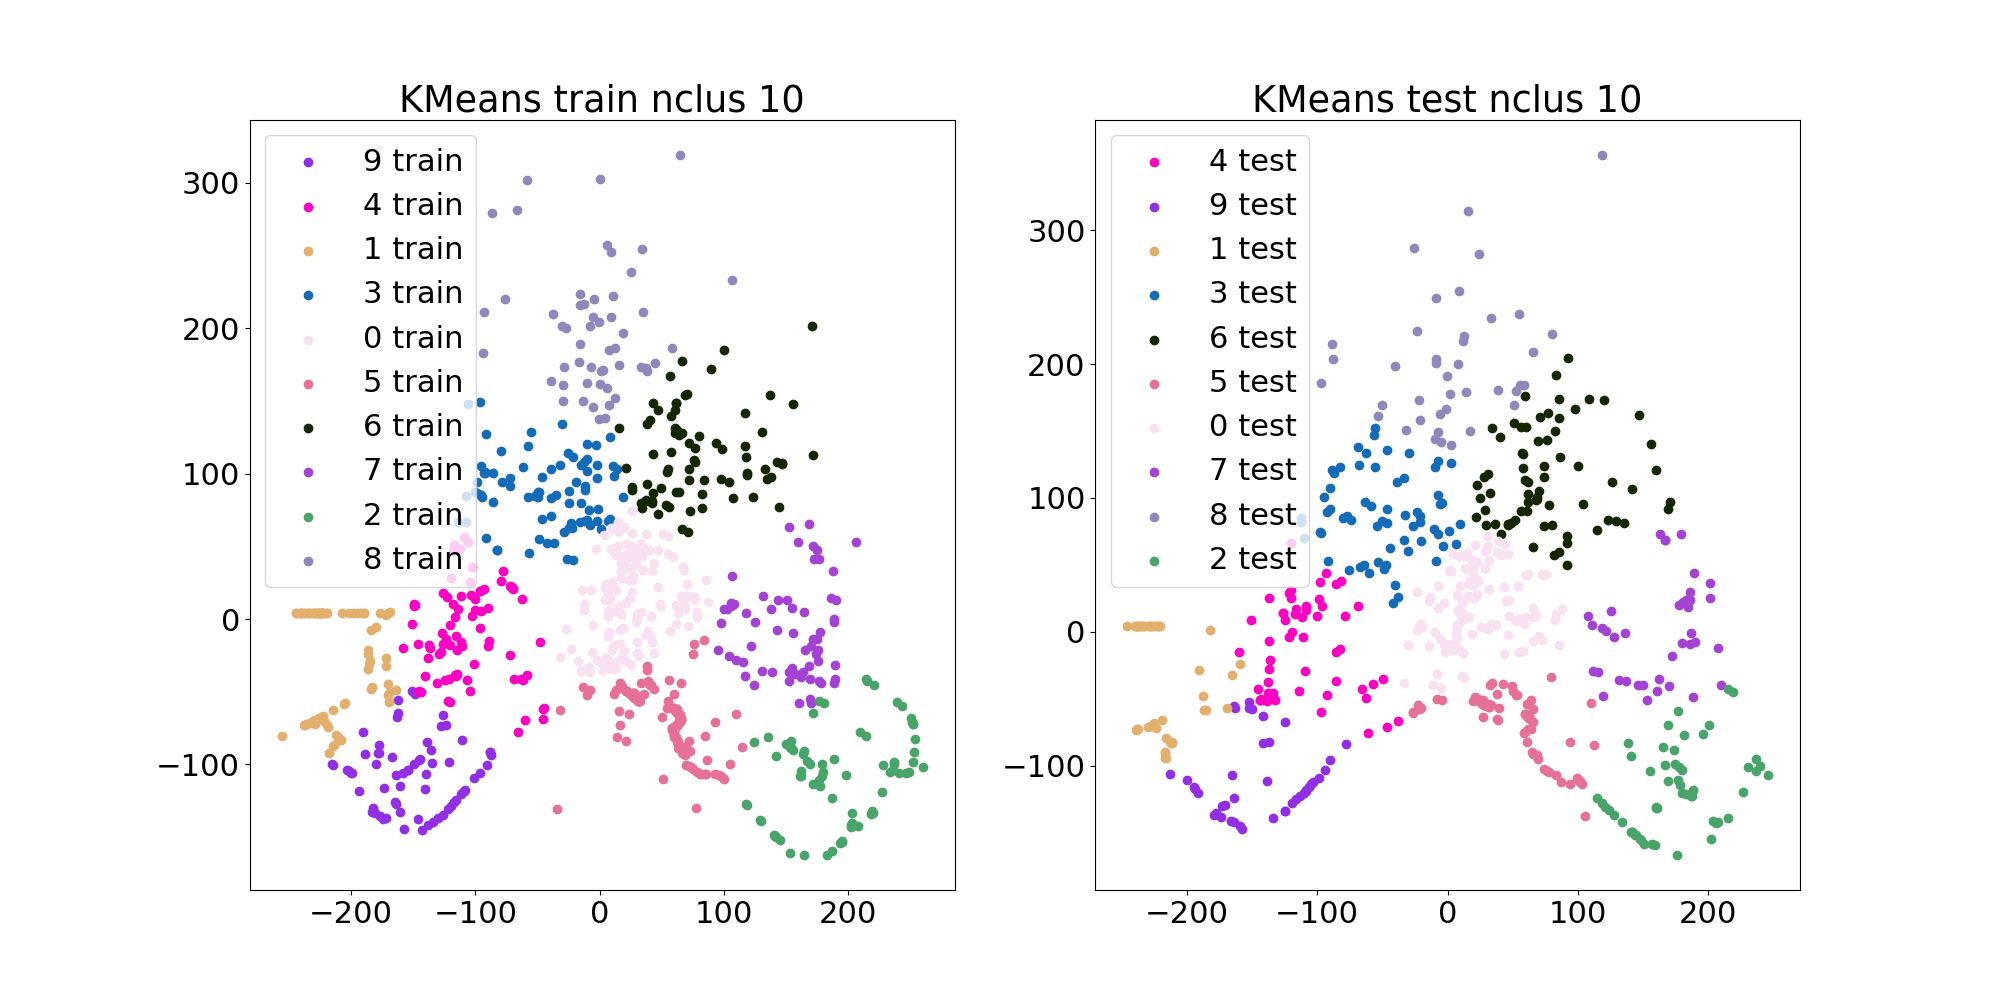 KMeans train nclus 10
9 train
4 train
1 train
3 train
0 train
5 train
6 train
7 train
2 train
8 train
300
200
100
0
−100
−200
−100
0
100
200
KMeans test nclus 10
4 test
9 test
1 test
3 test
6 test
5 test
0 test
7 test
8 test
2 test
300
200
100
0
−100
−200
−100
0
100
200